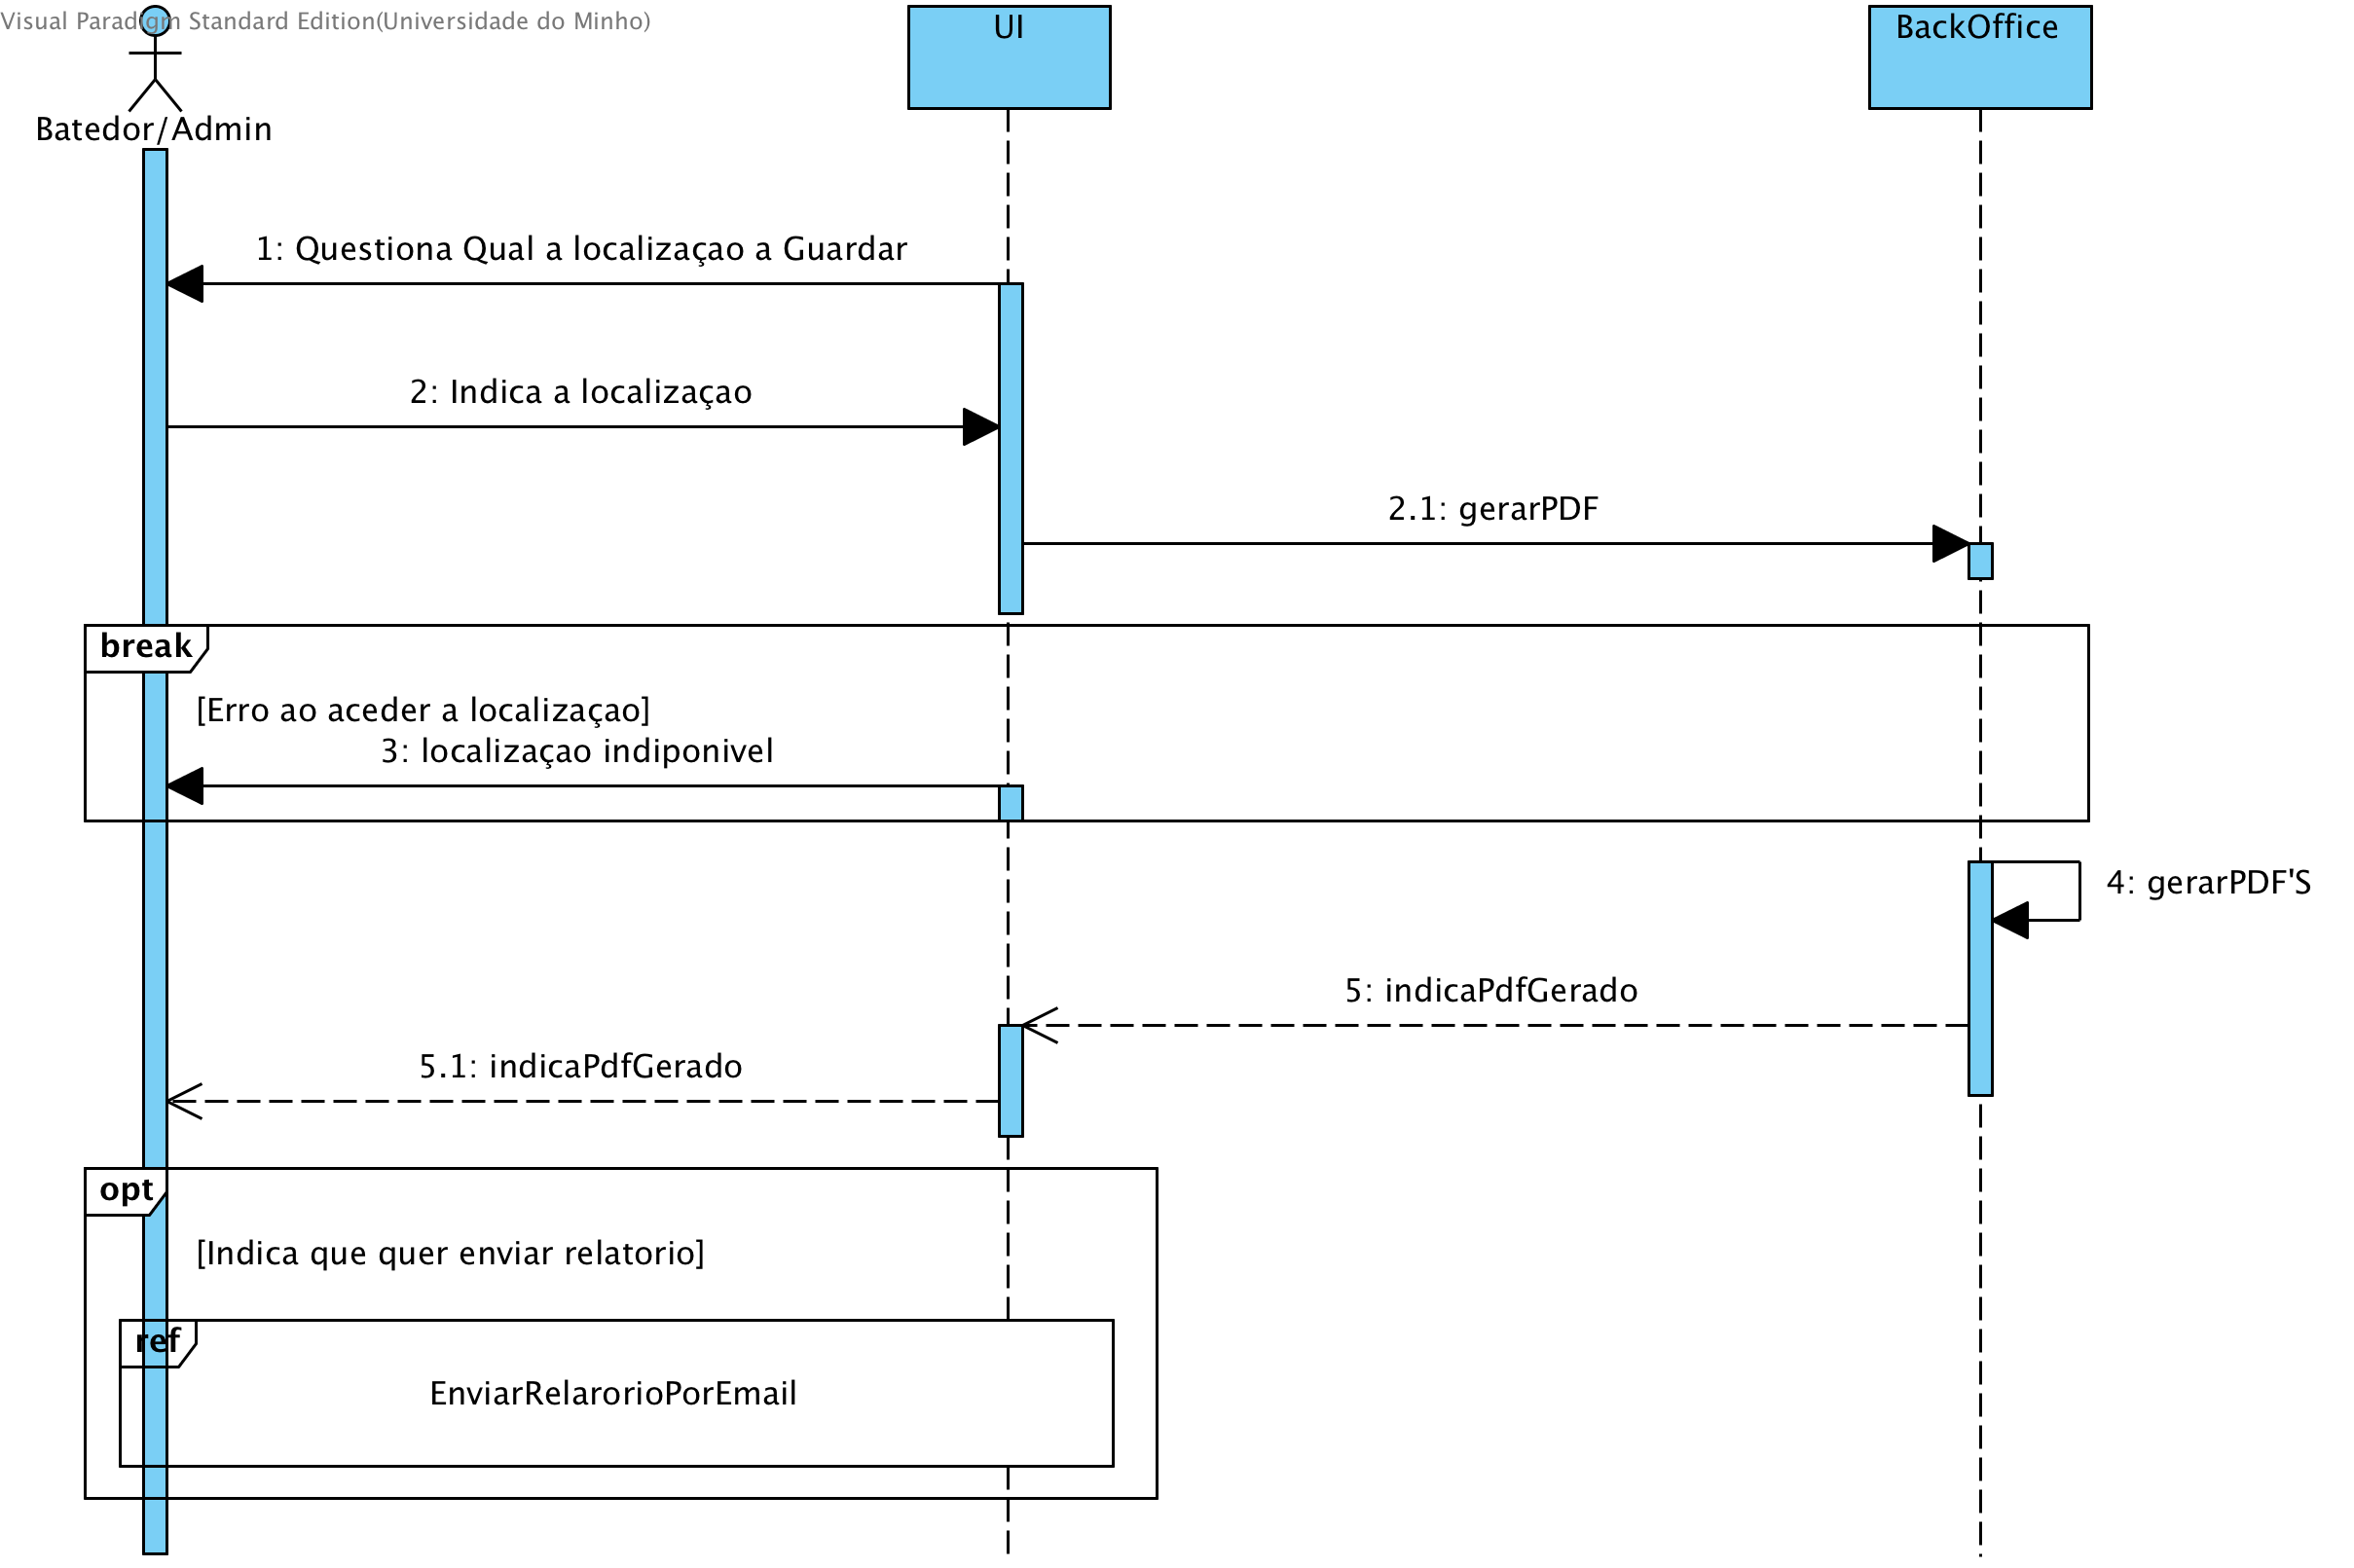 Visual Paradigm Standard Edition(Universidade do Minho)
UI
BackOffice
Batedor/Admin
1: Questiona Qual a localizaçao a Guardar
2: Indica a localizaçao
2.1: gerarPDF
break
[Erro ao aceder a localizaçao]
3: localizaçao indiponivel
4: gerarPDF'S
5: indicaPdfGerado
5.1: indicaPdfGerado
opt
[Indica que quer enviar relatorio]
ref
EnviarRelarorioPorEmail